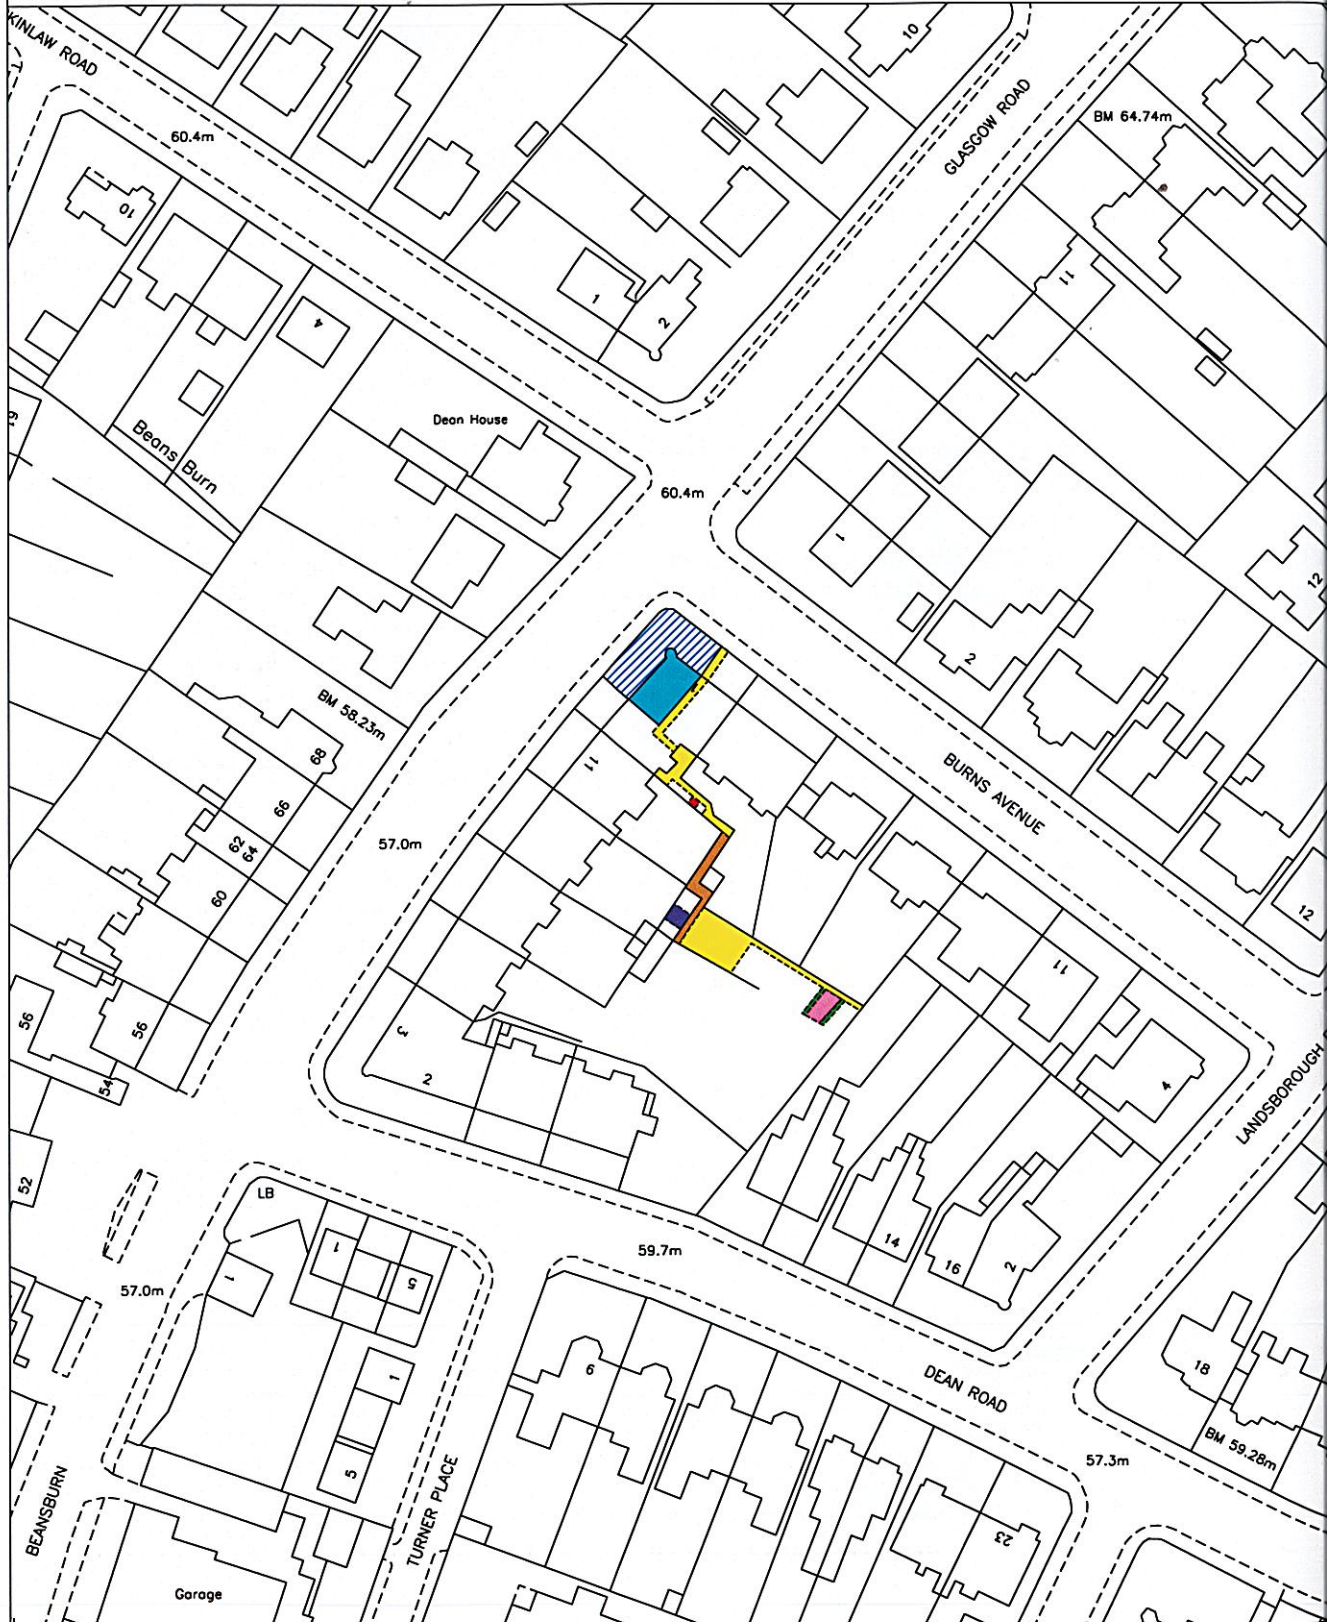 KINLAW ROAD
10
GLASGOW ROAD
BM 64.74m
60.4m
10
11
1
2
4
Dean House
Beans Burn
61
60.4m
1
12
2
BM 58.23m
68
11
66
BURNS AVENUE
62
64
57.0m
60
12
11
56
56
3
54
2
4
LANDSBOROUGH
52
LB
1
14
59.7m
16
2
1
5
57.0m
6
1
18
DEAN ROAD
BM 59.28m
57.3m
5
BEANSBURN
TURNER PLACE
23
Garage